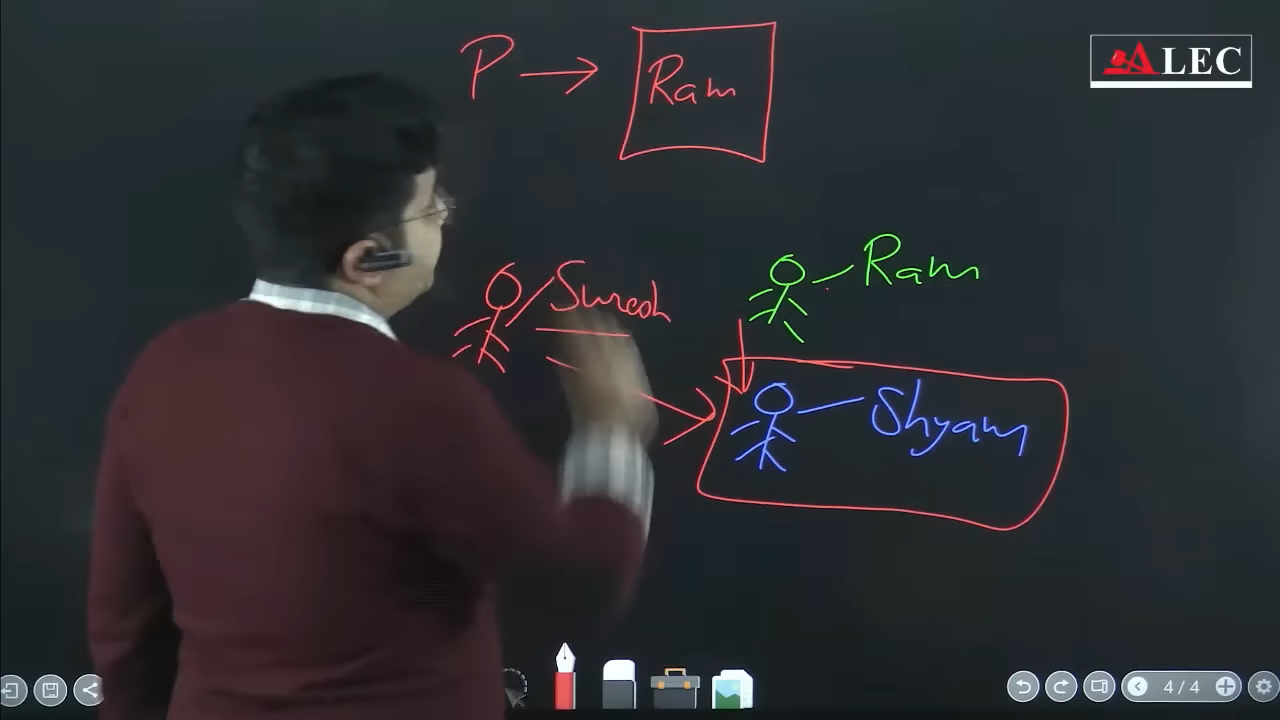 ALEC
P → Ram
Suresh
Ram
Shyam
4/4